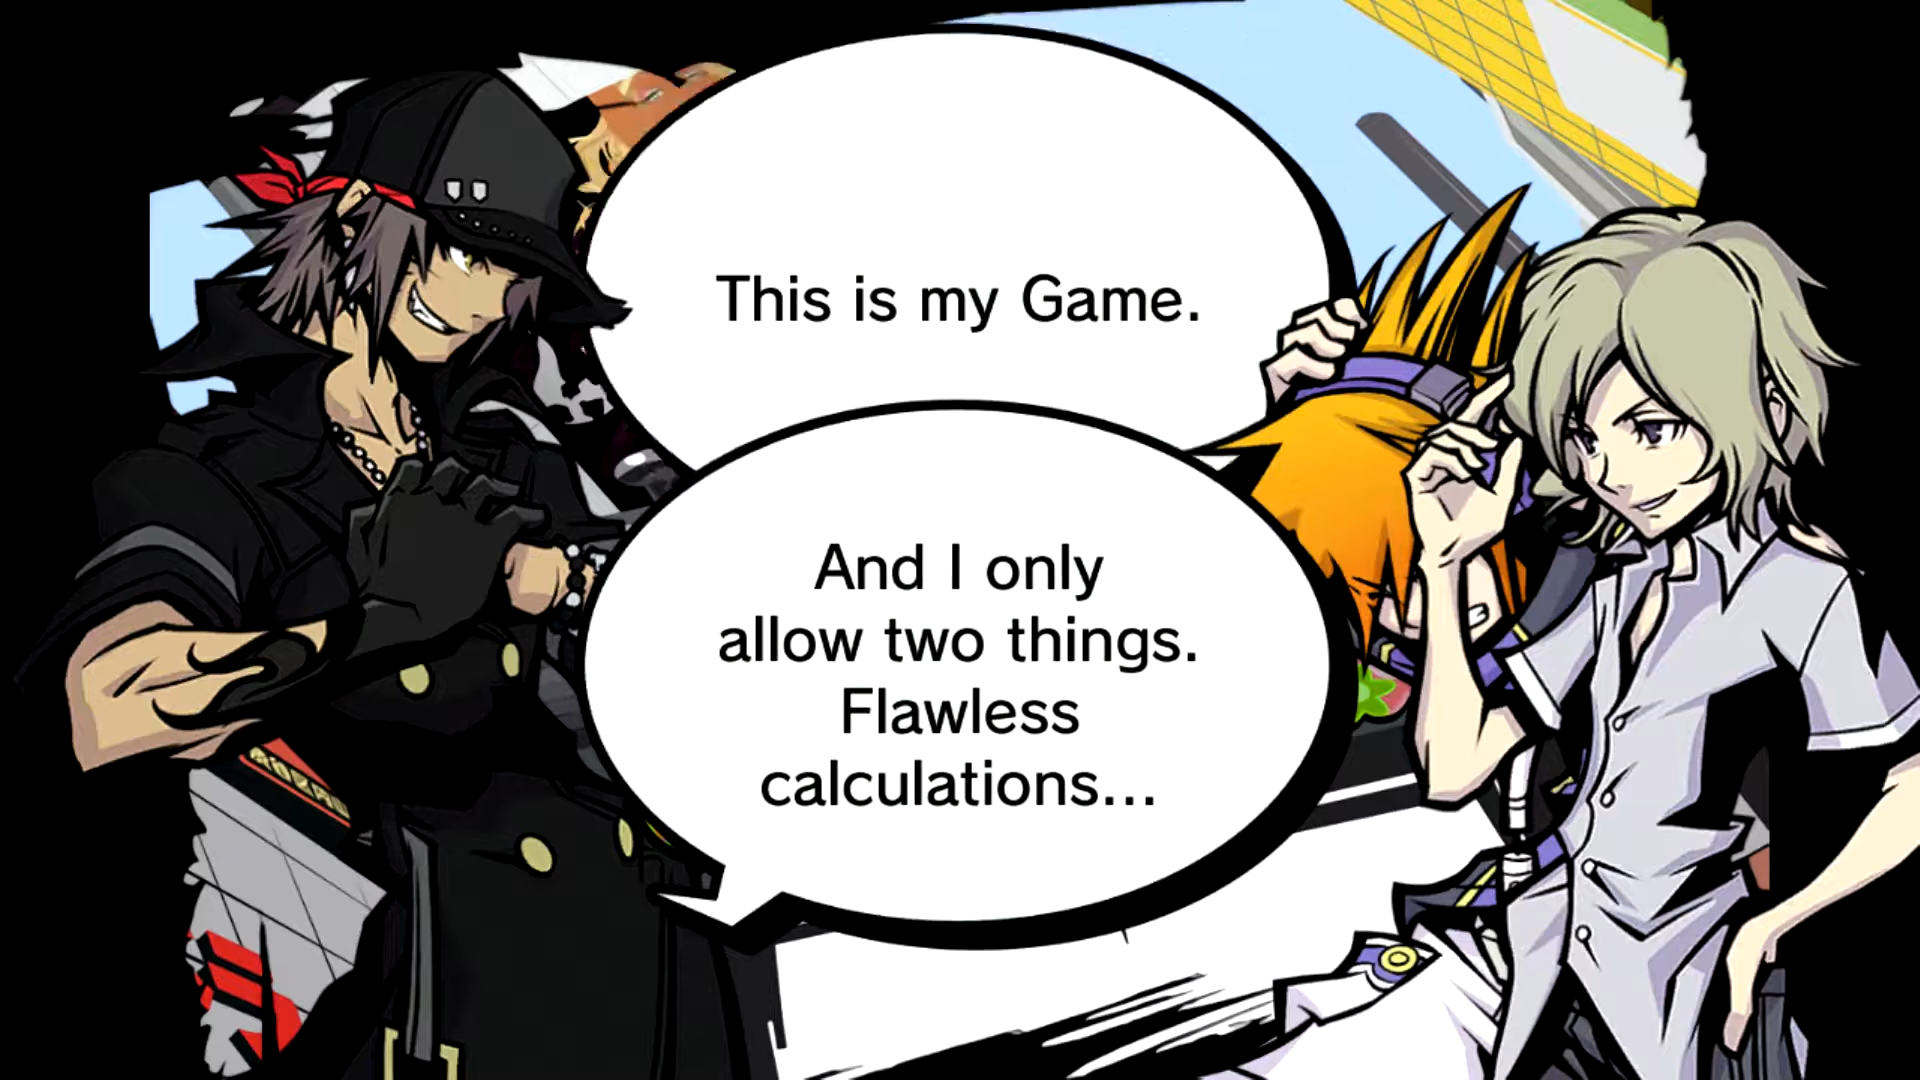 This is my Game.
And I only
allow two things.
Flawless
calculations...